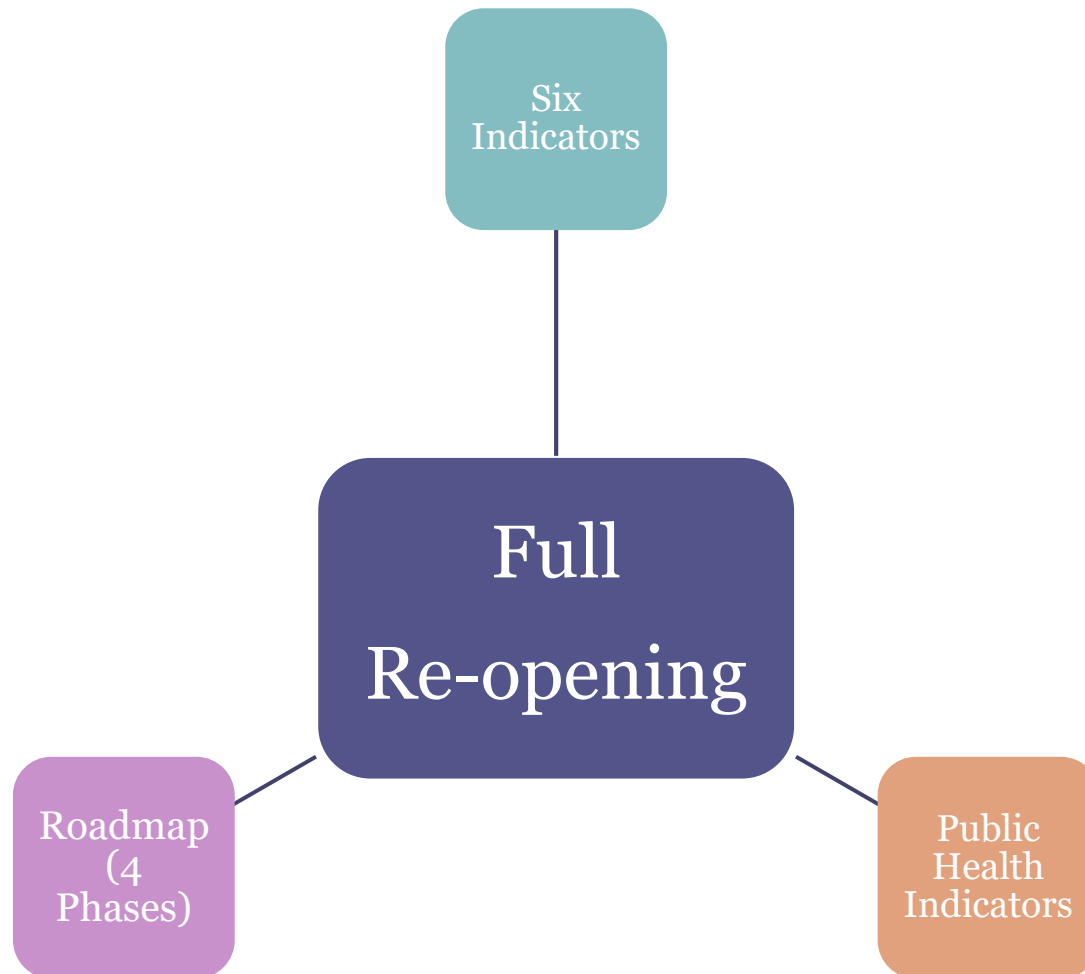 Six
Indicators
Full
Re-opening
Roadmap
(4
Phases)
Public
Health
Indicators